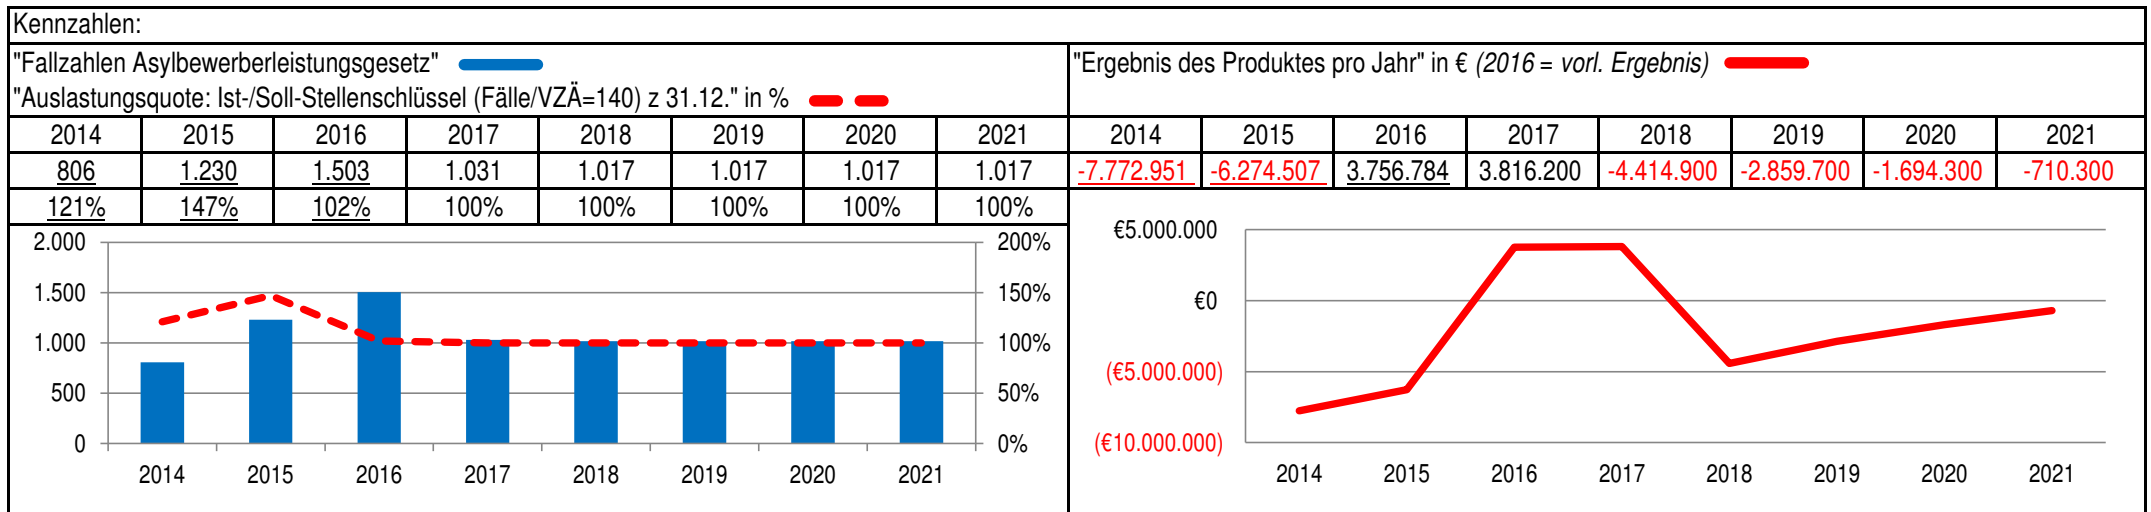 Kennzahlen:
"Fallzahlen Asylbewerberleistungsgesetz"
"Auslastungsquote: Ist-/Soll-Stellenschlüssel (Fälle/VZÄ=140) z 31.12." in %
2014 2015 2016 2017 2018 2019 2020 2021
806 1.230 1.503 1.031 1.017 1.017 1.017 1.017
121% 147% 102% 100% 100% 100% 100% 100%
2.000 200%
1.500 150%
1.000 100%
500 50%
0 0%
2014 2015 2016 2017 2018 2019 2020 2021
"Ergebnis des Produktes pro Jahr" in € (2016 = vorl. Ergebnis)
2014 2015 2016 2017 2018 2019 2020 2021
-7.772.951 -6.274.507 3.756.784 3.816.200 -4.414.900 -2.859.700 -1.694.300 -710.300
€5.000.000
€0
(€5.000.000)
(€10.000.000)
2014 2015 2016 2017 2018 2019 2020 2021